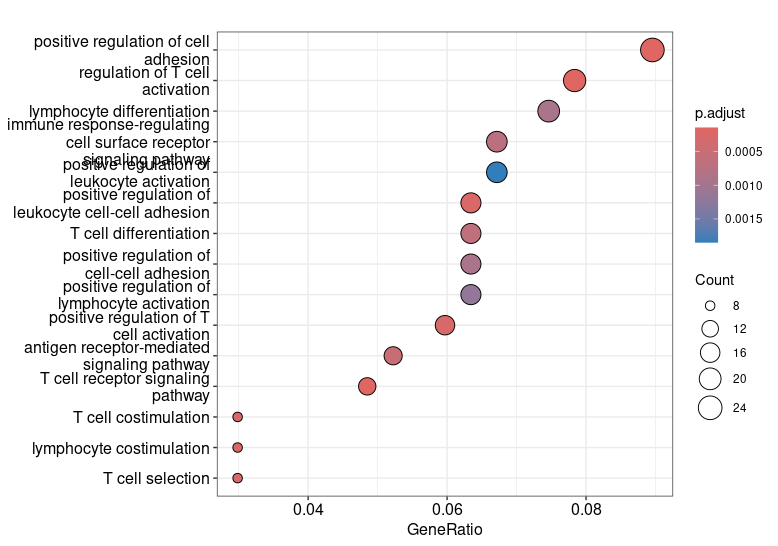 positive regulation of cell
adhesion
regulation of T cell
activation
lymphocyte differentiation
immune response-regulating
cell surface receptor
signaling pathway
positive regulation of
leukocyte activation
positive regulation of
leukocyte cell-cell adhesion
T cell differentiation
positive regulation of
cell-cell adhesion
positive regulation of
lymphocyte activation
positive regulation of T
cell activation
antigen receptor-mediated
signaling pathway
T cell receptor signaling
pathway
T cell costimulation
lymphocyte costimulation
T cell selection
0.04
0.06
0.08
GeneRatio
p.adjust
0.0005
0.0010
0.0015
Count
8
12
16
20
24